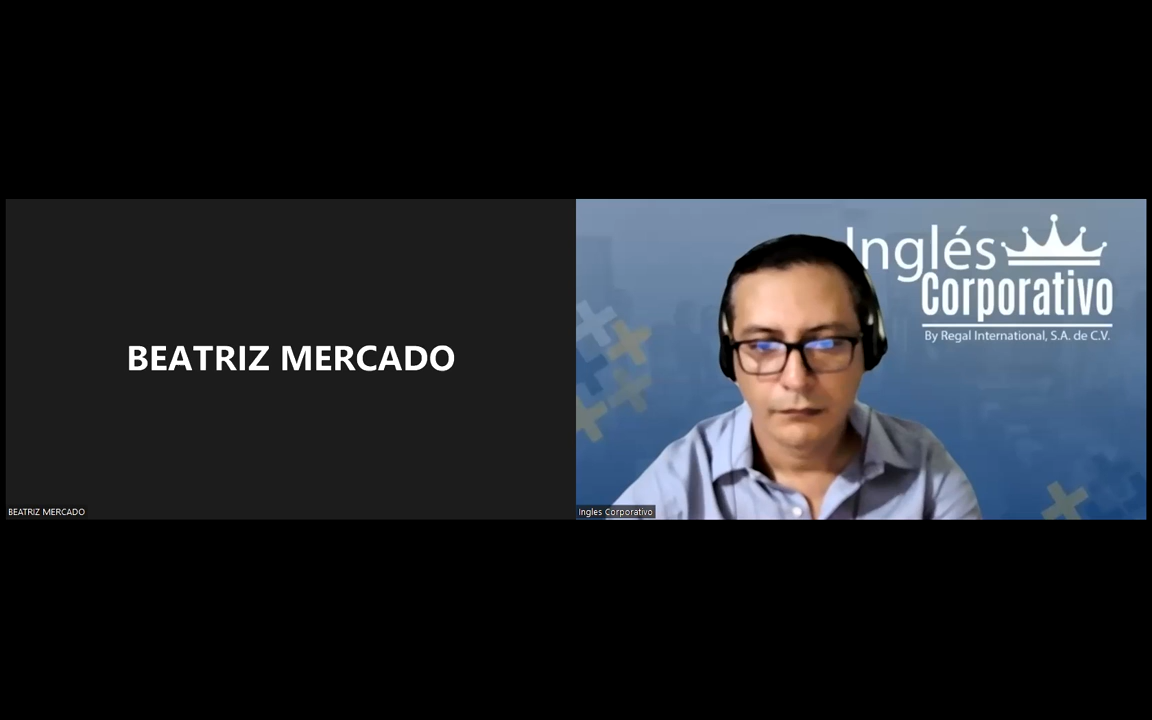 BEATRIZ MERCADO
BEATRIZ MERCADO
Inglés
Corporativo
By Regal International, S.A. de C.V.
Ingles Corporativo